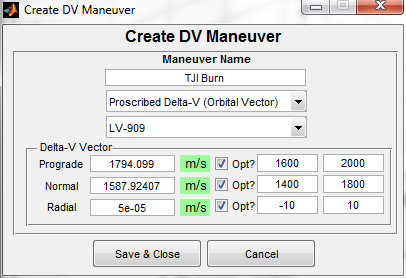 Create DV Maneuver
Create DV Maneuver
Maneuver Name
TJI Burn
Proscribed Delta-V (Orbital Vector)
LV-909
Delta-V Vector
Prograde 1794.099 m/s Opt? 1600 2000
Normal 1587.92407 m/s Opt? 1400 1800
Radial 5e-05 m/s Opt? -10 10
Save & Close Cancel